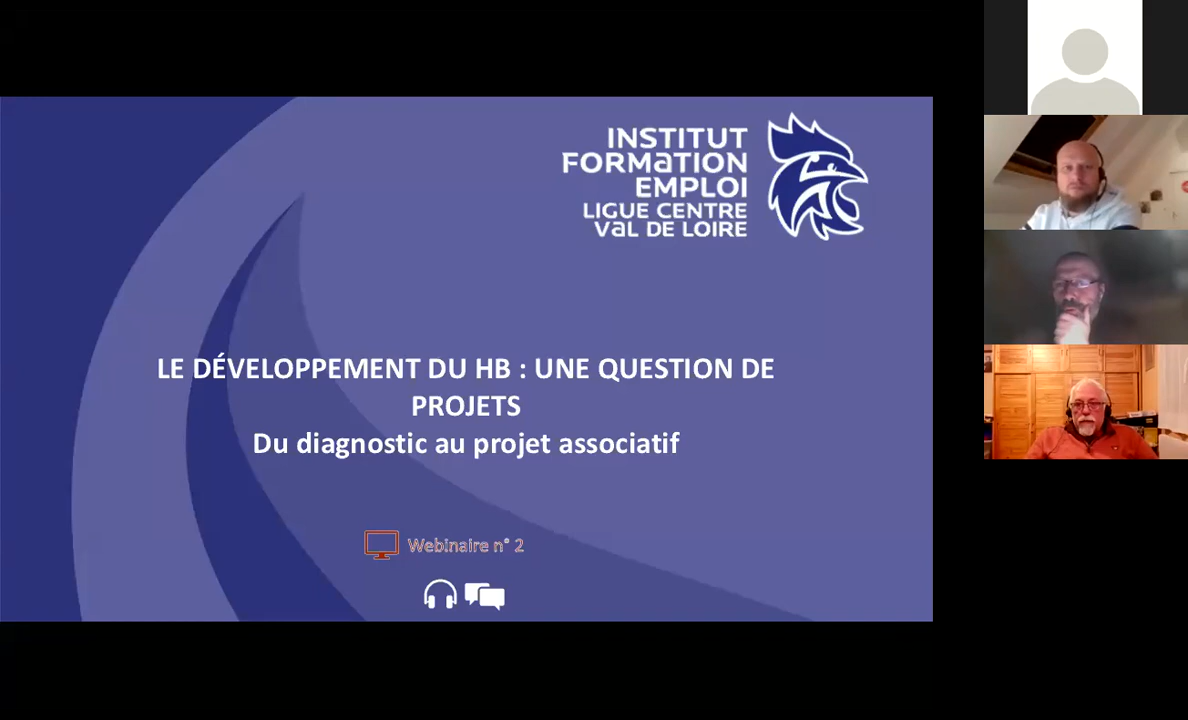 INSTITUT
FORMATION
EMPLOI
LIGUE CENTRE
VaL DE LOIRE
LE DÉVELOPPEMENT DU HB : UNE QUESTION DE
PROJETS
Du diagnostic au projet associatif
Webinaire n° 2